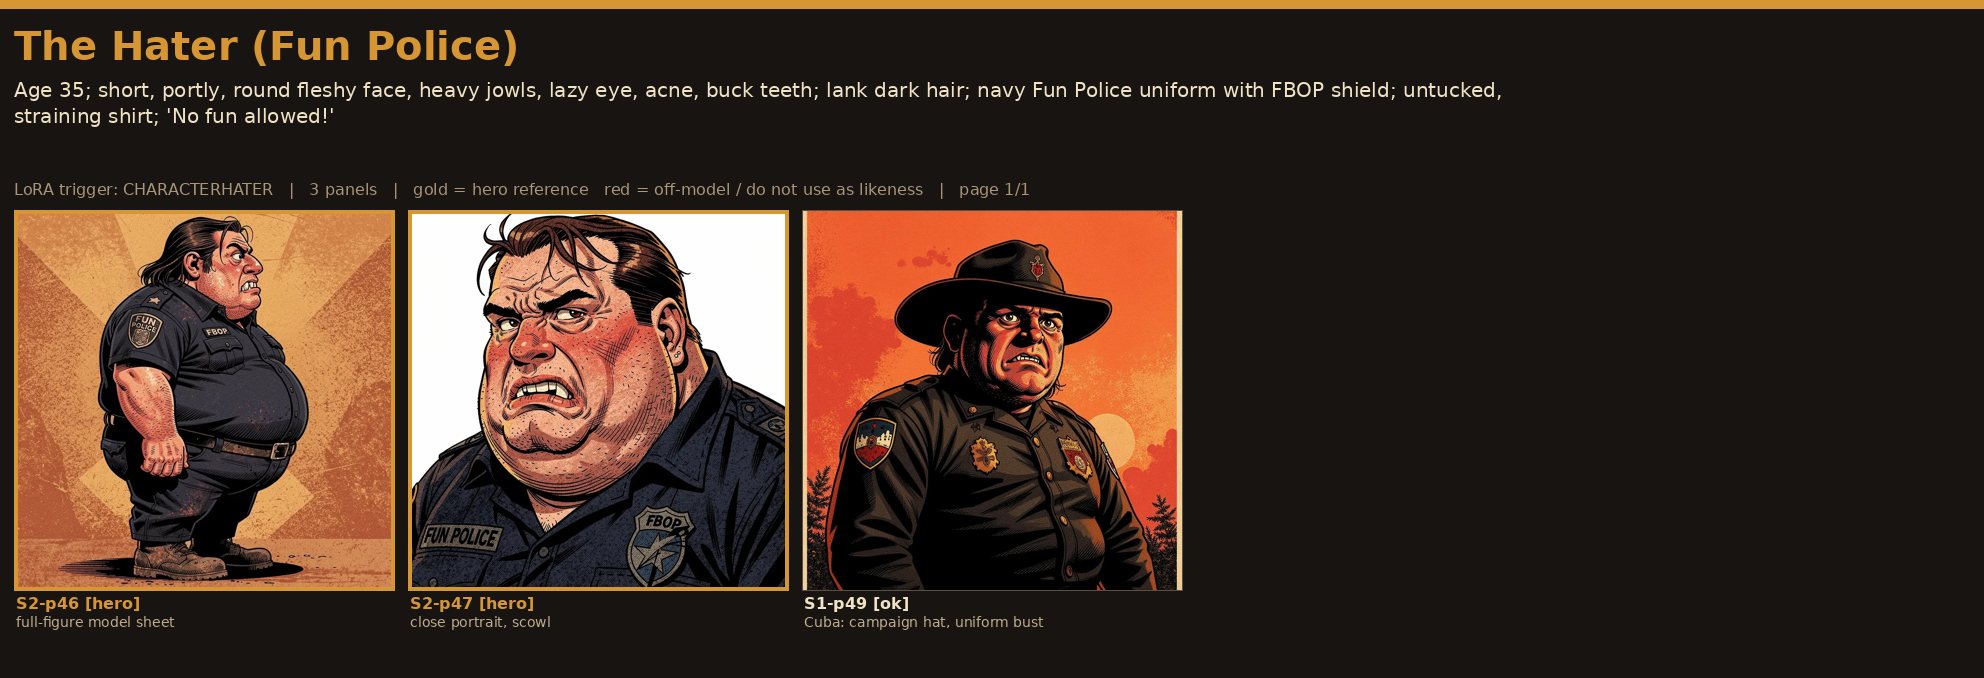 The Hater (Fun Police)
Age 35; short, portly, round fleshy face, heavy jowls, lazy eye, acne, buck teeth; lank dark hair; navy Fun Police uniform with FBOP shield; untucked,
straining shirt; 'No fun allowed!'
LoRA trigger: CHARACTERHATER | 3 panels | gold = hero reference red = off-model / do not use as likeness | page 1/1
FUN
POLICE
FBOP
FUN POLICE
FBOP
S2-p46 [hero]
full-figure model sheet
S2-p47 [hero]
close portrait, scowl
S1-p49 [ok]
Cuba: campaign hat, uniform bust